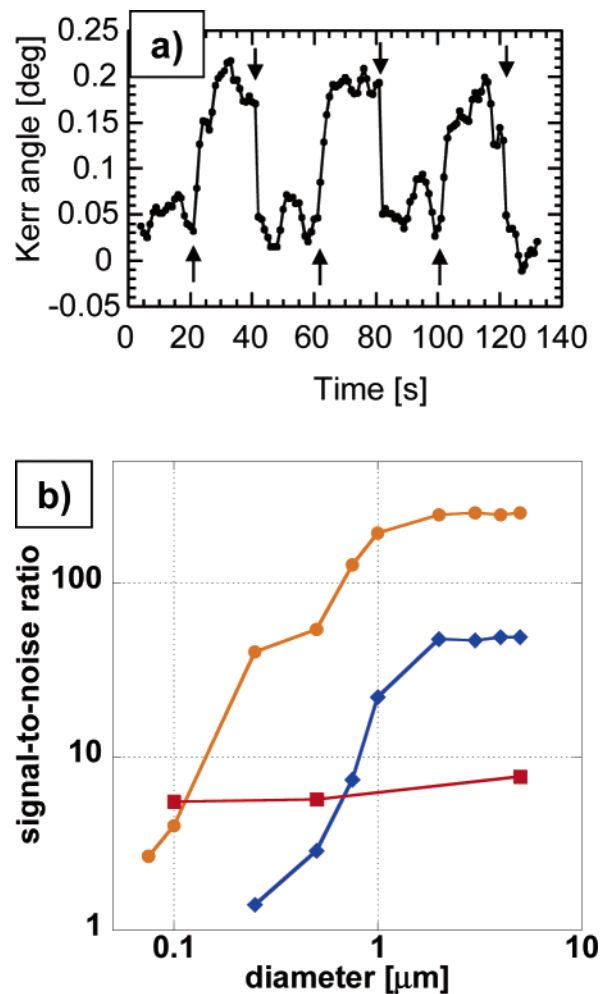 a)
Kerr angle [deg]
0.25
0.2
0.15
0.1
0.05
0
-0.05
0 20 40 60 80 100 120 140
Time [s]
b)
signal-to-noise ratio
100
10
1
0.1 1 10
diameter [μm]